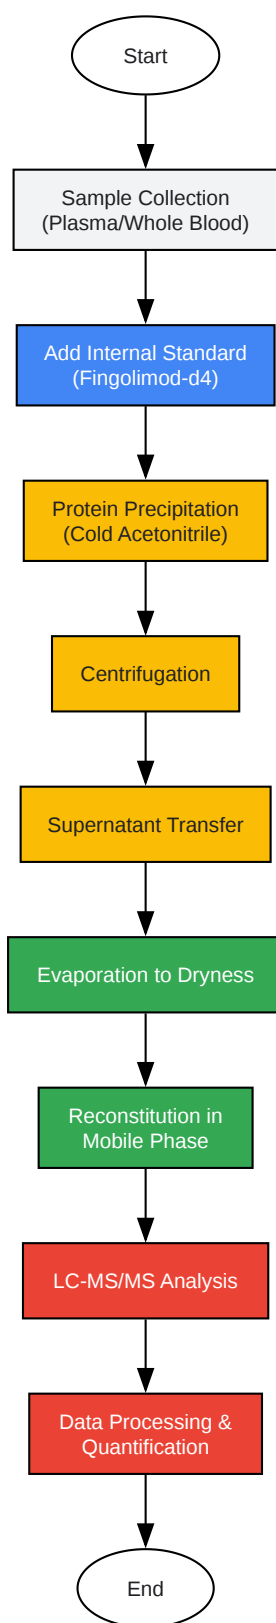 Start
Sample Collection
(Plasma/Whole Blood)
Add Internal Standard
(Fingolimod-d4)
Protein Precipitation
(Cold Acetonitrile)
Centrifugation
Supernatant Transfer
Evaporation to Dryness
Reconstitution in
Mobile Phase
LC-MS/MS Analysis
Data Processing &
Quantification
End